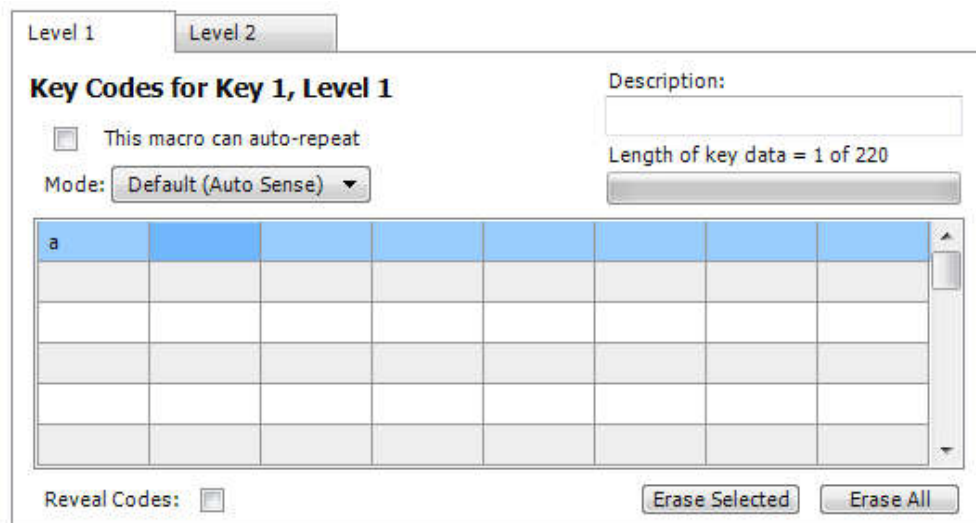 Level 1
Level 2
Key Codes for Key 1, Level 1
Description:
This macro can auto-repeat
Length of key data = 1 of 220
Mode: Default (Auto Sense)
a
Reveal Codes:
Erase Selected
Erase All